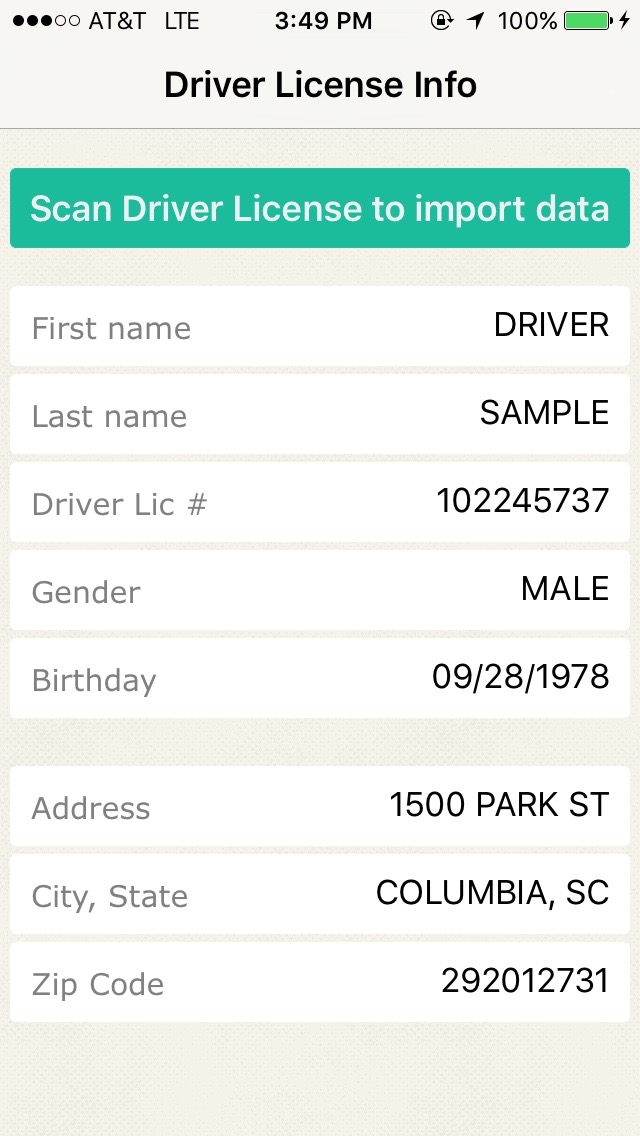 AT&T LTE 3:49 PM 100%
Driver License Info
Scan Driver License to import data
First name DRIVER
Last name SAMPLE
Driver Lic # 102245737
Gender MALE
Birthday 09/28/1978
Address 1500 PARK ST
City, State COLUMBIA, SC
Zip Code 292012731